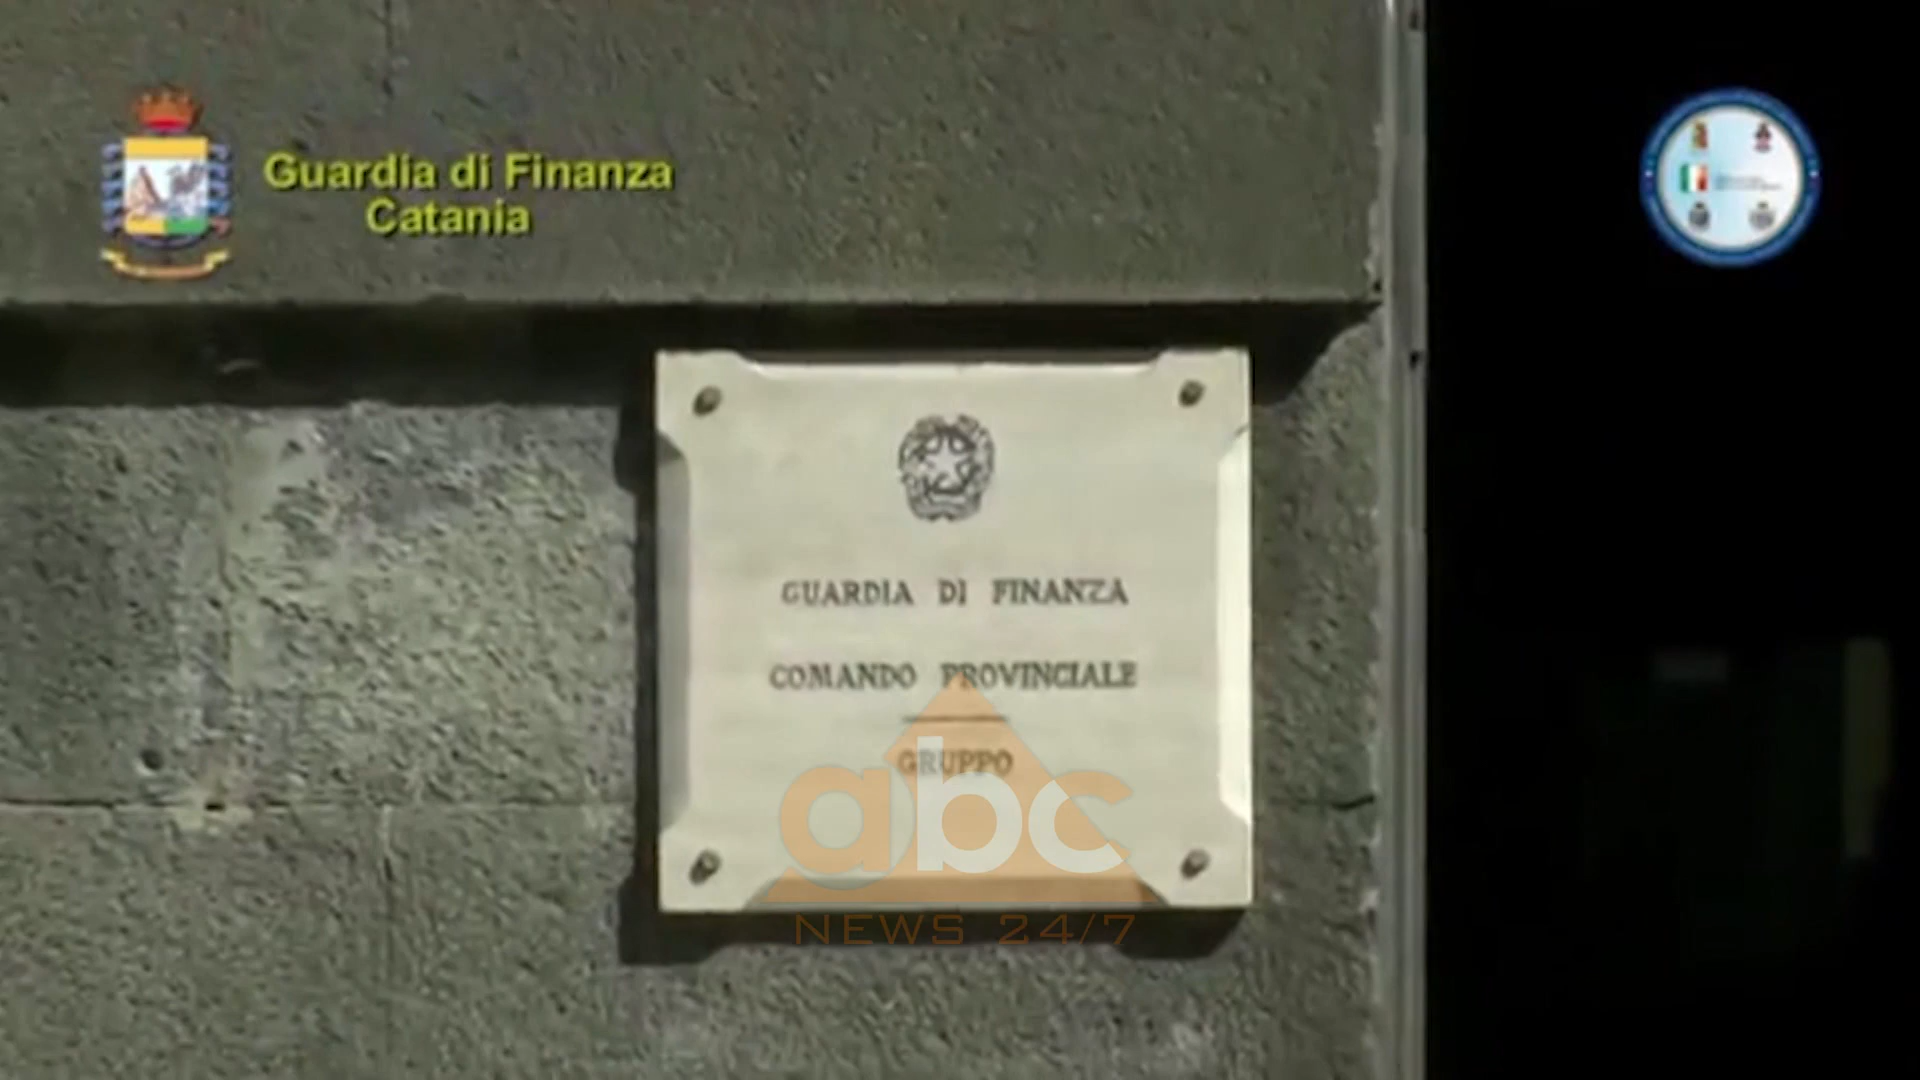 Guardia di Finanza
Catania
GUARDIA DI FINANZA
COMANDO PROVINCIALE
GRUPPO
abc
NEWS 24/7